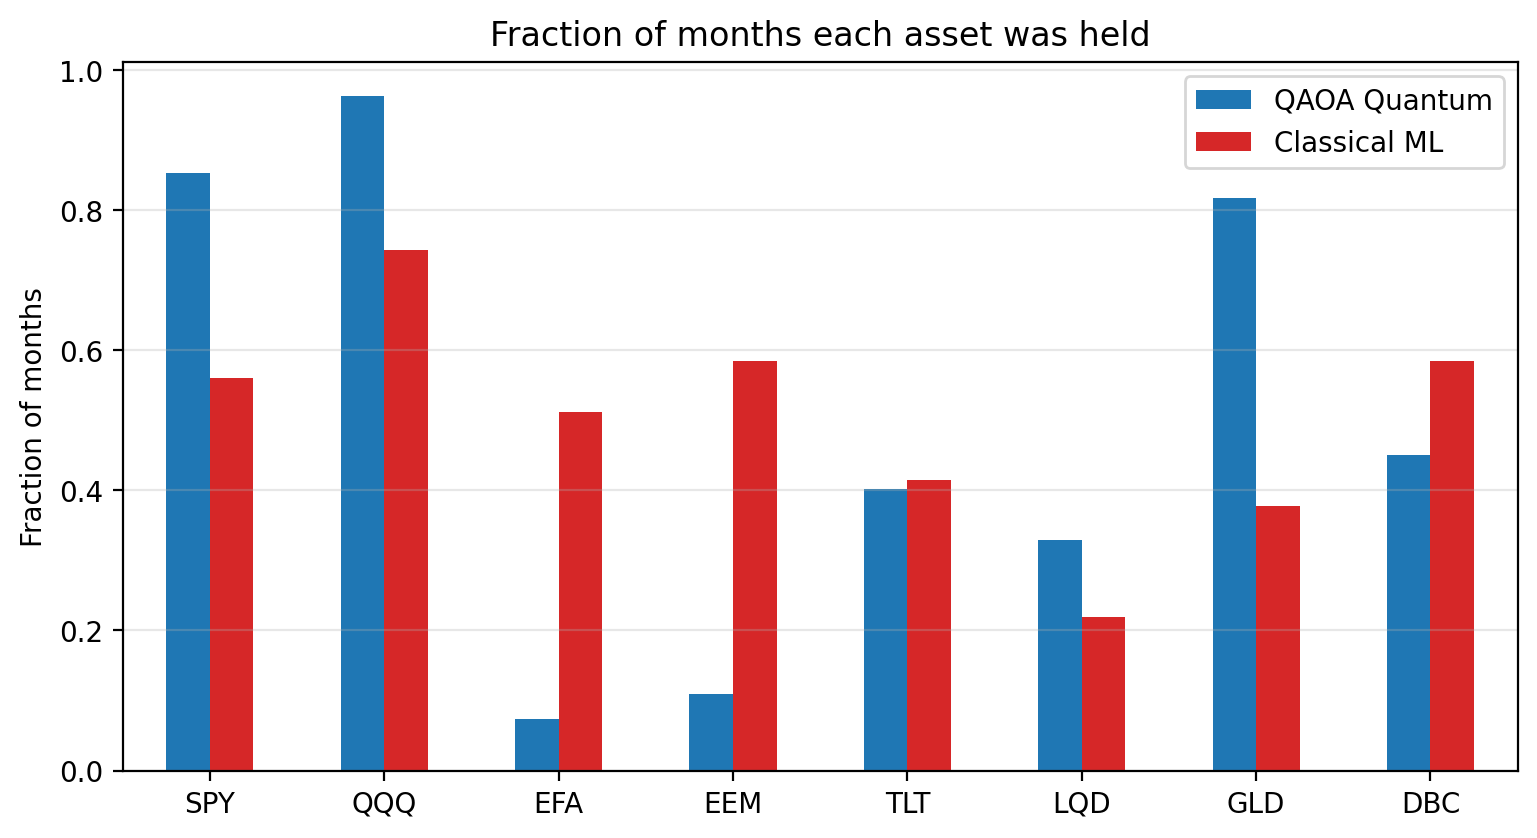 Fraction of months each asset was held
QAOA Quantum
Classical ML
Fraction of months
1.0
0.8
0.6
0.4
0.2
0.0
SPY QQQ EFA EEM TLT LQD GLD DBC